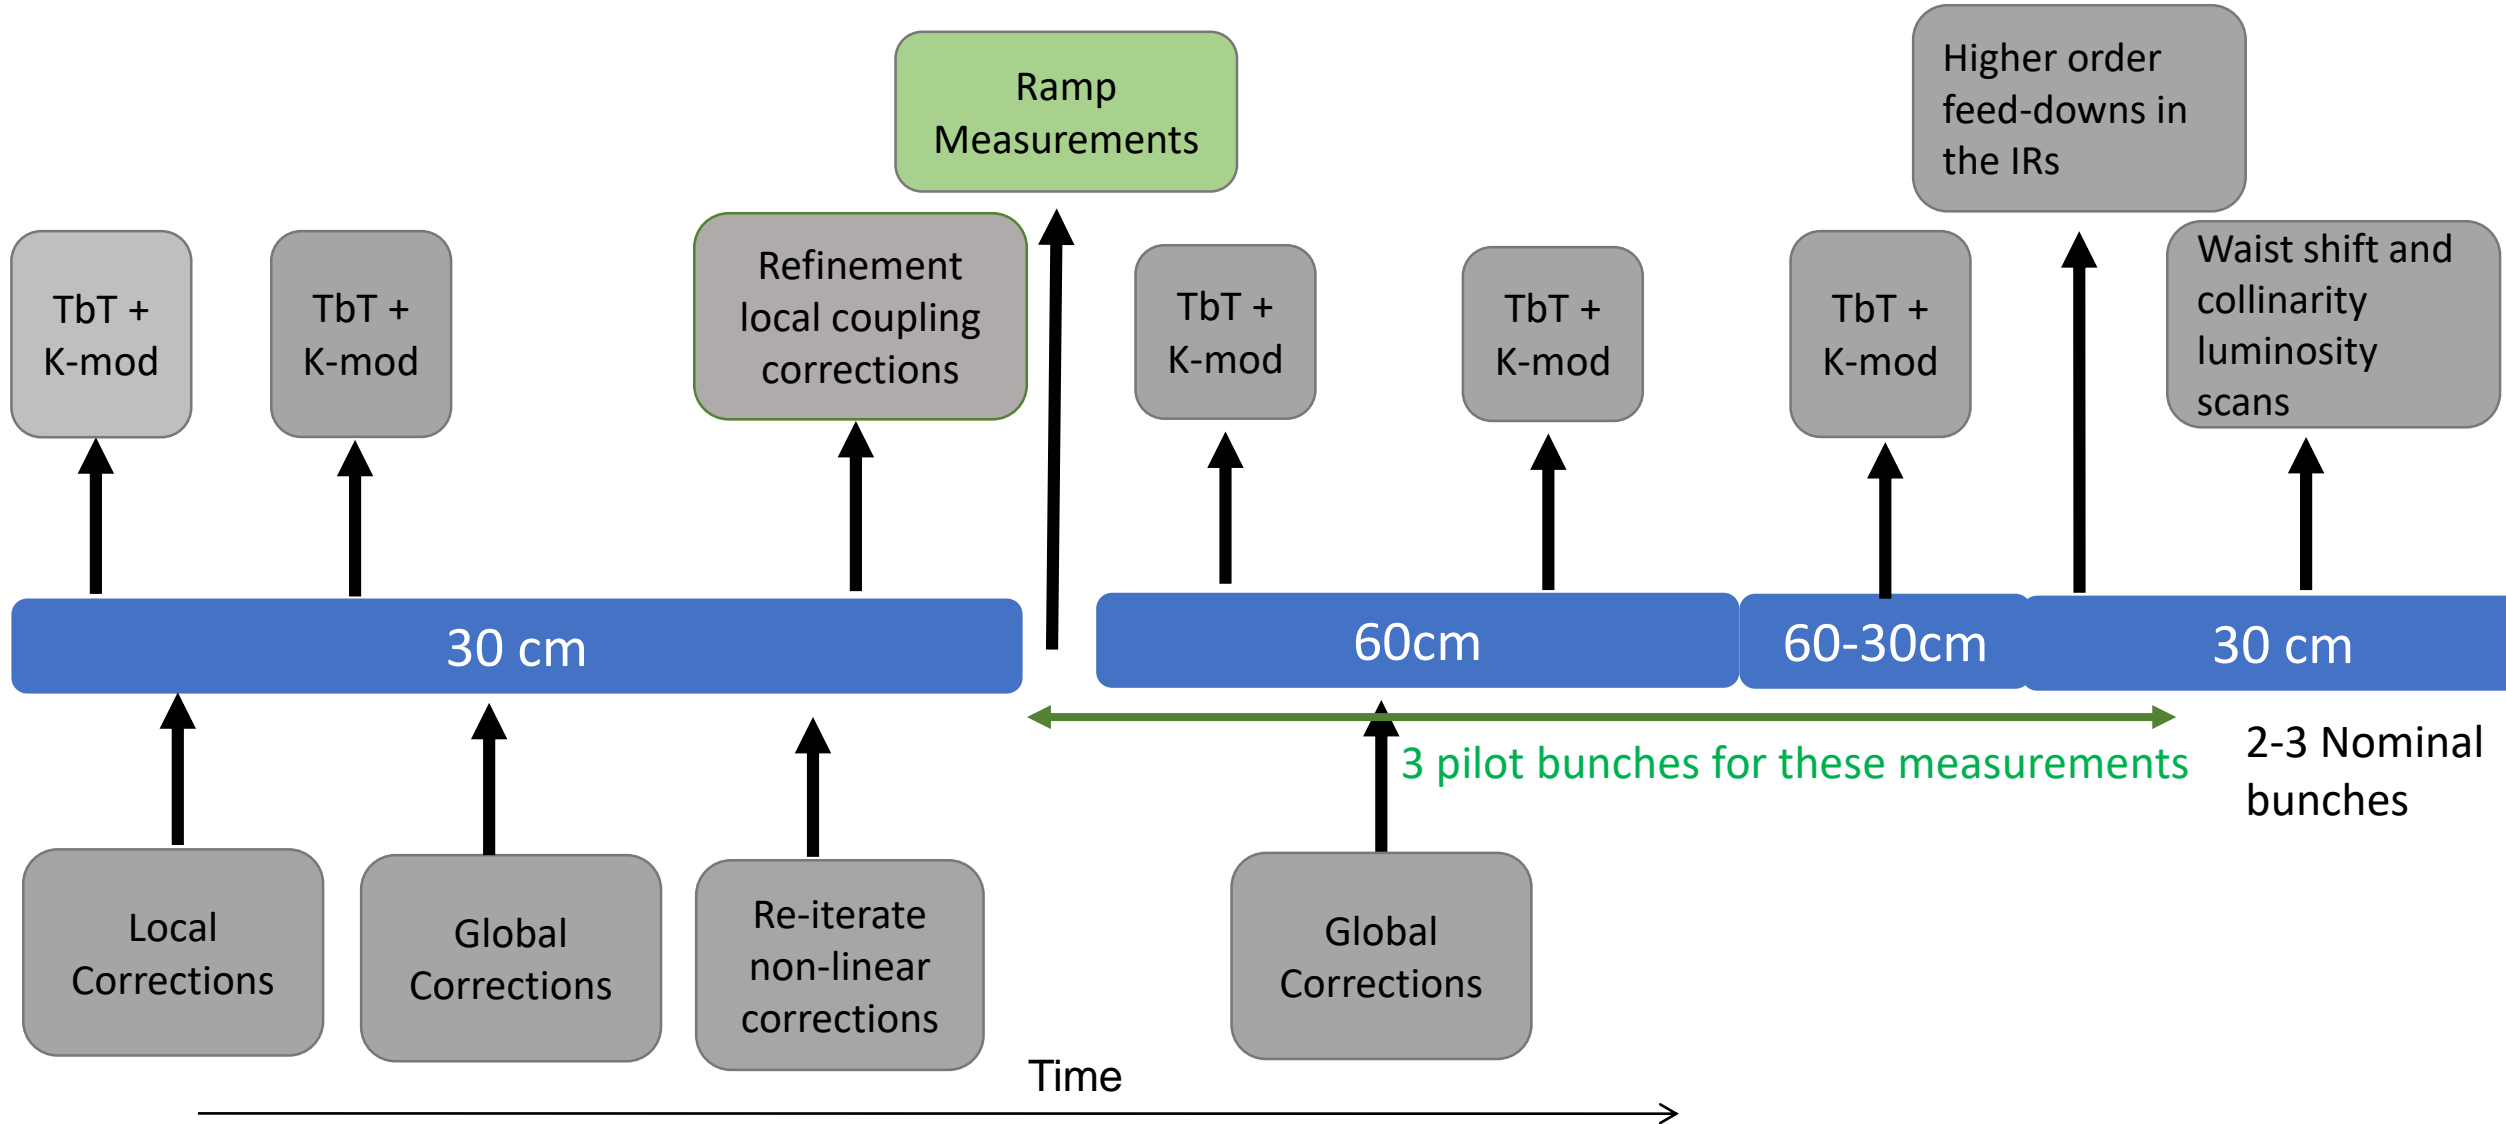 Ramp
Measurements
Higher order
feed-downs in
the IRs
TbT +
K-mod
TbT +
K-mod
Refinement
local coupling
corrections
TbT +
K-mod
TbT +
K-mod
TbT +
K-mod
Waist shift and
collinarity
luminosity
scans
30 cm
60cm
60-30cm
30 cm
3 pilot bunches for these measurements
2-3 Nominal
bunches
Local
Corrections
Global
Corrections
Re-iterate
non-linear
corrections
Global
Corrections
Time